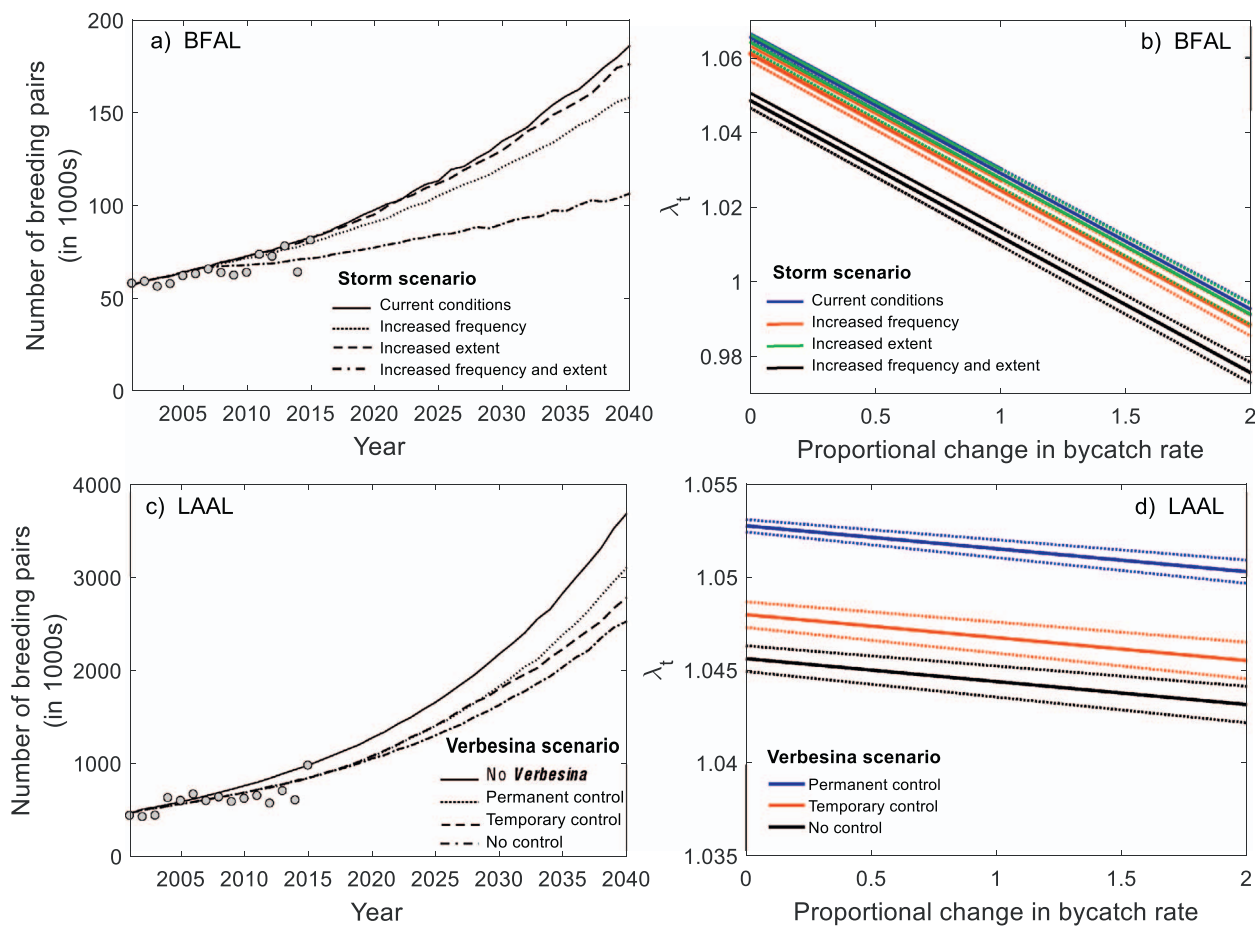 a) BFAL
Number of breeding pairs
(in 1000s)
200
150
100
50
0
Storm scenario
Current conditions
Increased frequency
Increased extent
Increased frequency and extent
2005 2010 2015 2020 2025 2030 2035 2040
Year
b) BFAL
λt
1.06
1.04
1.02
1
0.98
Storm scenario
Current conditions
Increased frequency
Increased extent
Increased frequency and extent
0 0.5 1 1.5 2
Proportional change in bycatch rate
c) LAAL
Number of breeding pairs
(in 1000s)
4000
3000
2000
1000
0
Verbesina scenario
No Verbesina
Permanent control
Temporary control
No control
2005 2010 2015 2020 2025 2030 2035 2040
Year
d) LAAL
λt
1.055
1.05
1.045
1.04
1.035
Verbesina scenario
Permanent control
Temporary control
No control
0 0.5 1 1.5 2
Proportional change in bycatch rate